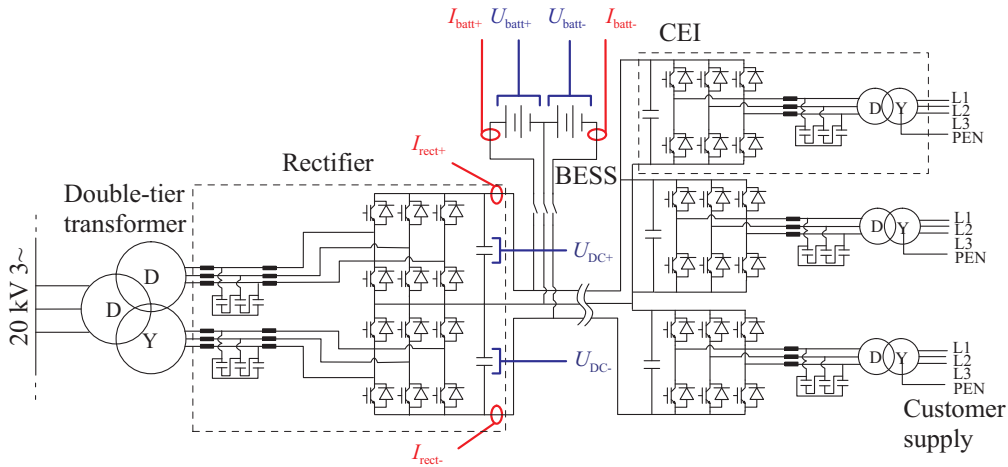 I_batt+ U_batt+ U_batt- I_batt-
CEI
D Y
L1
L2
L3
PEN
I_rect+
Rectifier
BESS
Double-tier
transformer
D Y
L1
L2
L3
PEN
20 kV 3~
D
D
Y
U_DC+
U_DC-
D Y
L1
L2
L3
PEN
I_rect-
Customer
supply